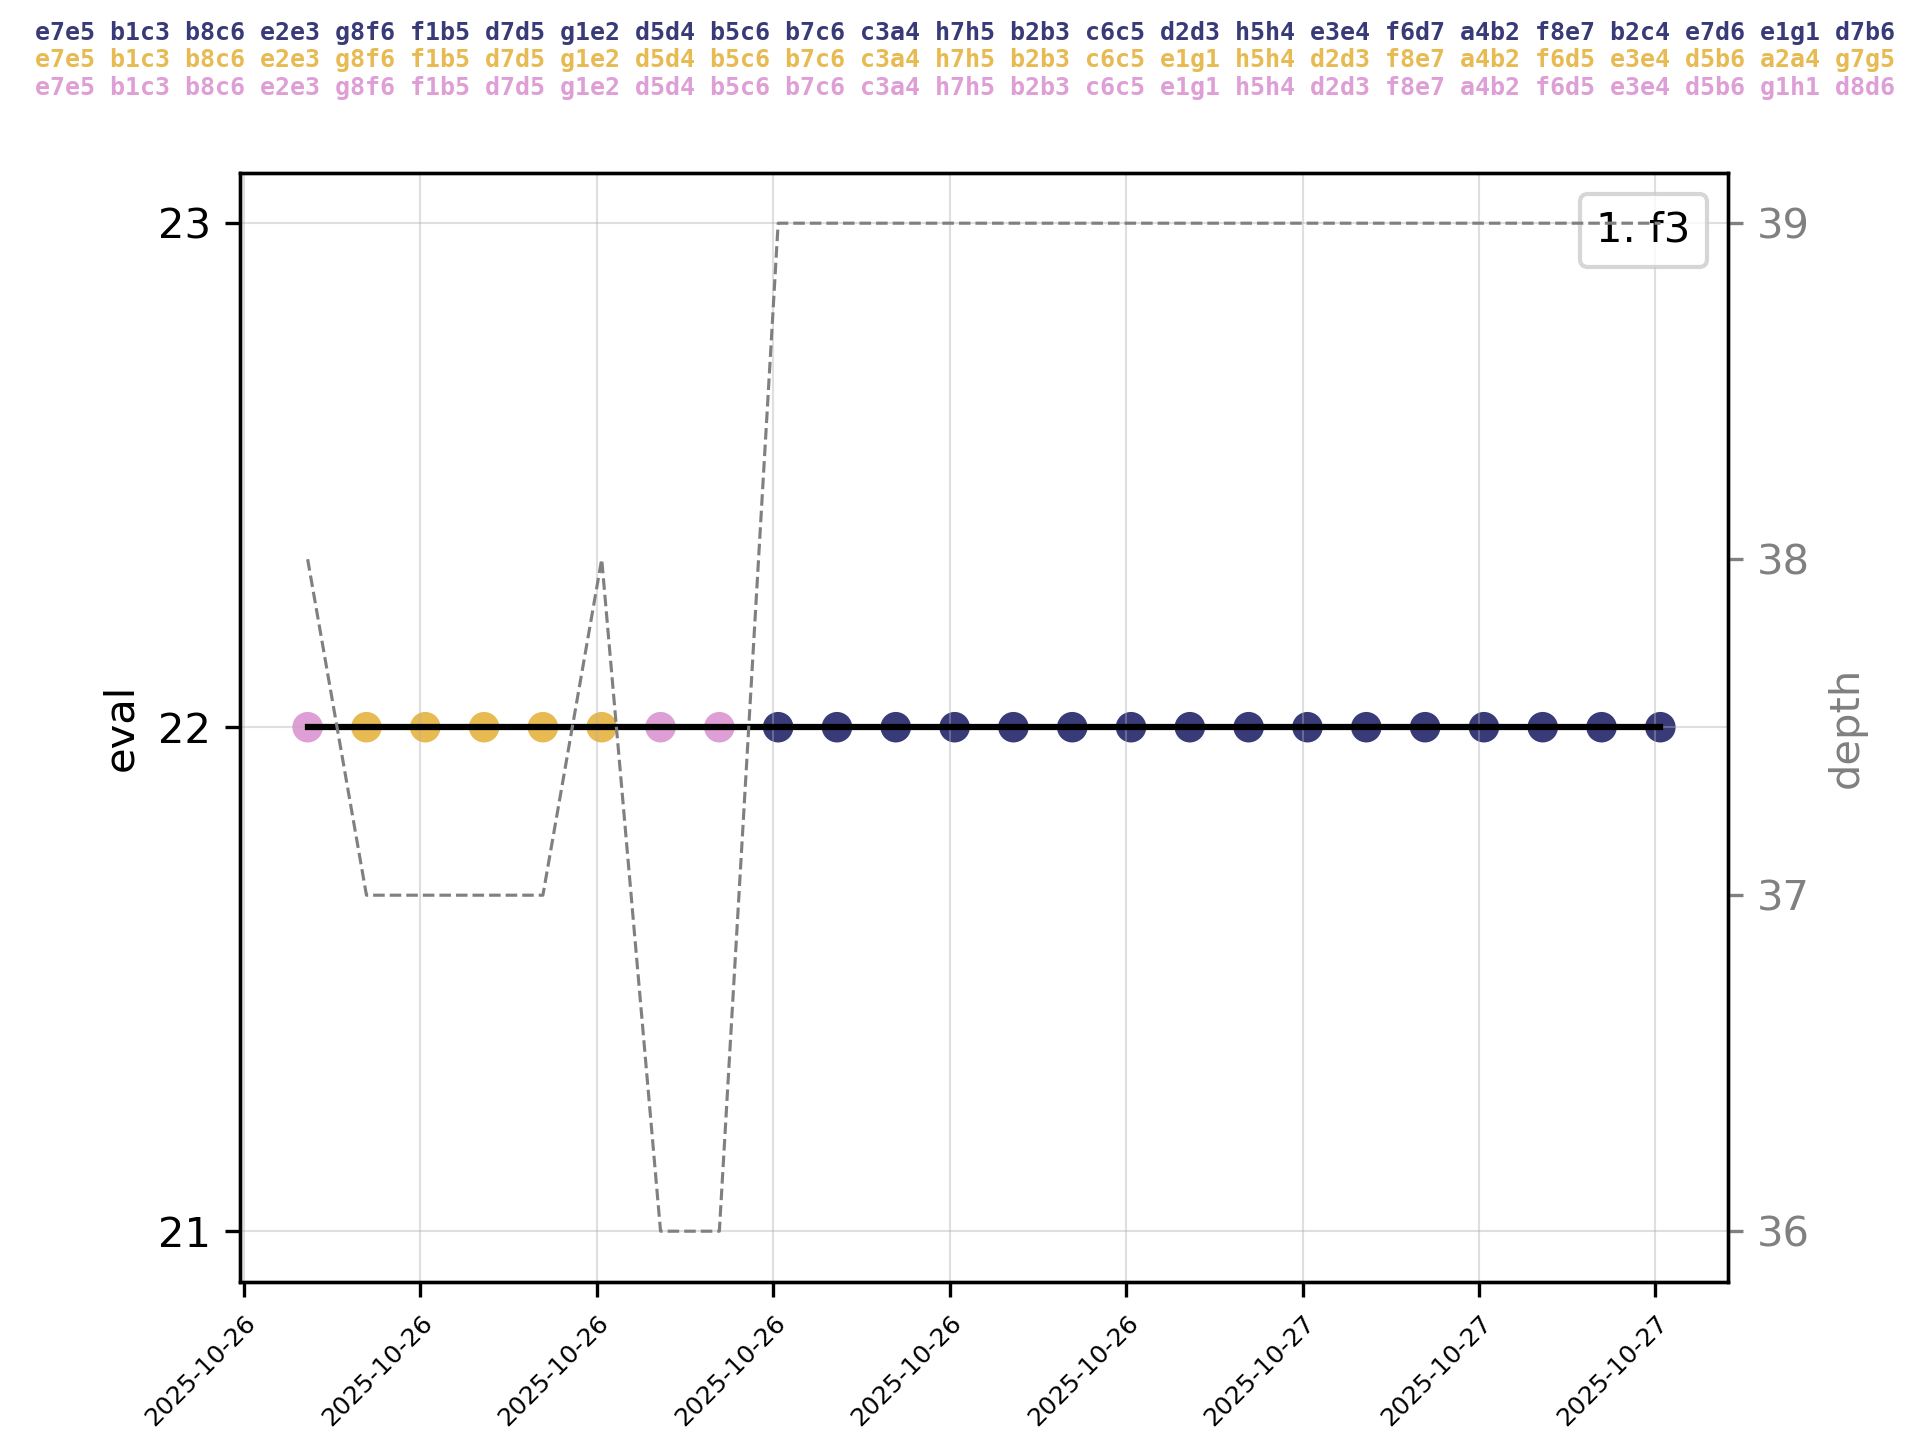 e7e5 b1c3 b8c6 e2e3 g8f6 f1b5 d7d5 g1e2 d5d4 b5c6 b7c6 c3a4 h7h5 b2b3 c6c5 d2d3 h5h4 e3e4 f6d7 a4b2 f8e7 b2c4 e7d6 e1g1 d7b6
e7e5 b1c3 b8c6 e2e3 g8f6 f1b5 d7d5 g1e2 d5d4 b5c6 b7c6 c3a4 h7h5 b2b3 c6c5 e1g1 h5h4 d2d3 f8e7 a4b2 f6d5 e3e4 d5b6 a2a4 g7g5
e7e5 b1c3 b8c6 e2e3 g8f6 f1b5 d7d5 g1e2 d5d4 b5c6 b7c6 c3a4 h7h5 b2b3 c6c5 e1g1 h5h4 d2d3 f8e7 a4b2 f6d5 e3e4 d5b6 g1h1 d8d6
1. f3
23
22
21
eval
39
38
37
36
depth
2025-10-26
2025-10-26
2025-10-26
2025-10-26
2025-10-26
2025-10-26
2025-10-27
2025-10-27
2025-10-27